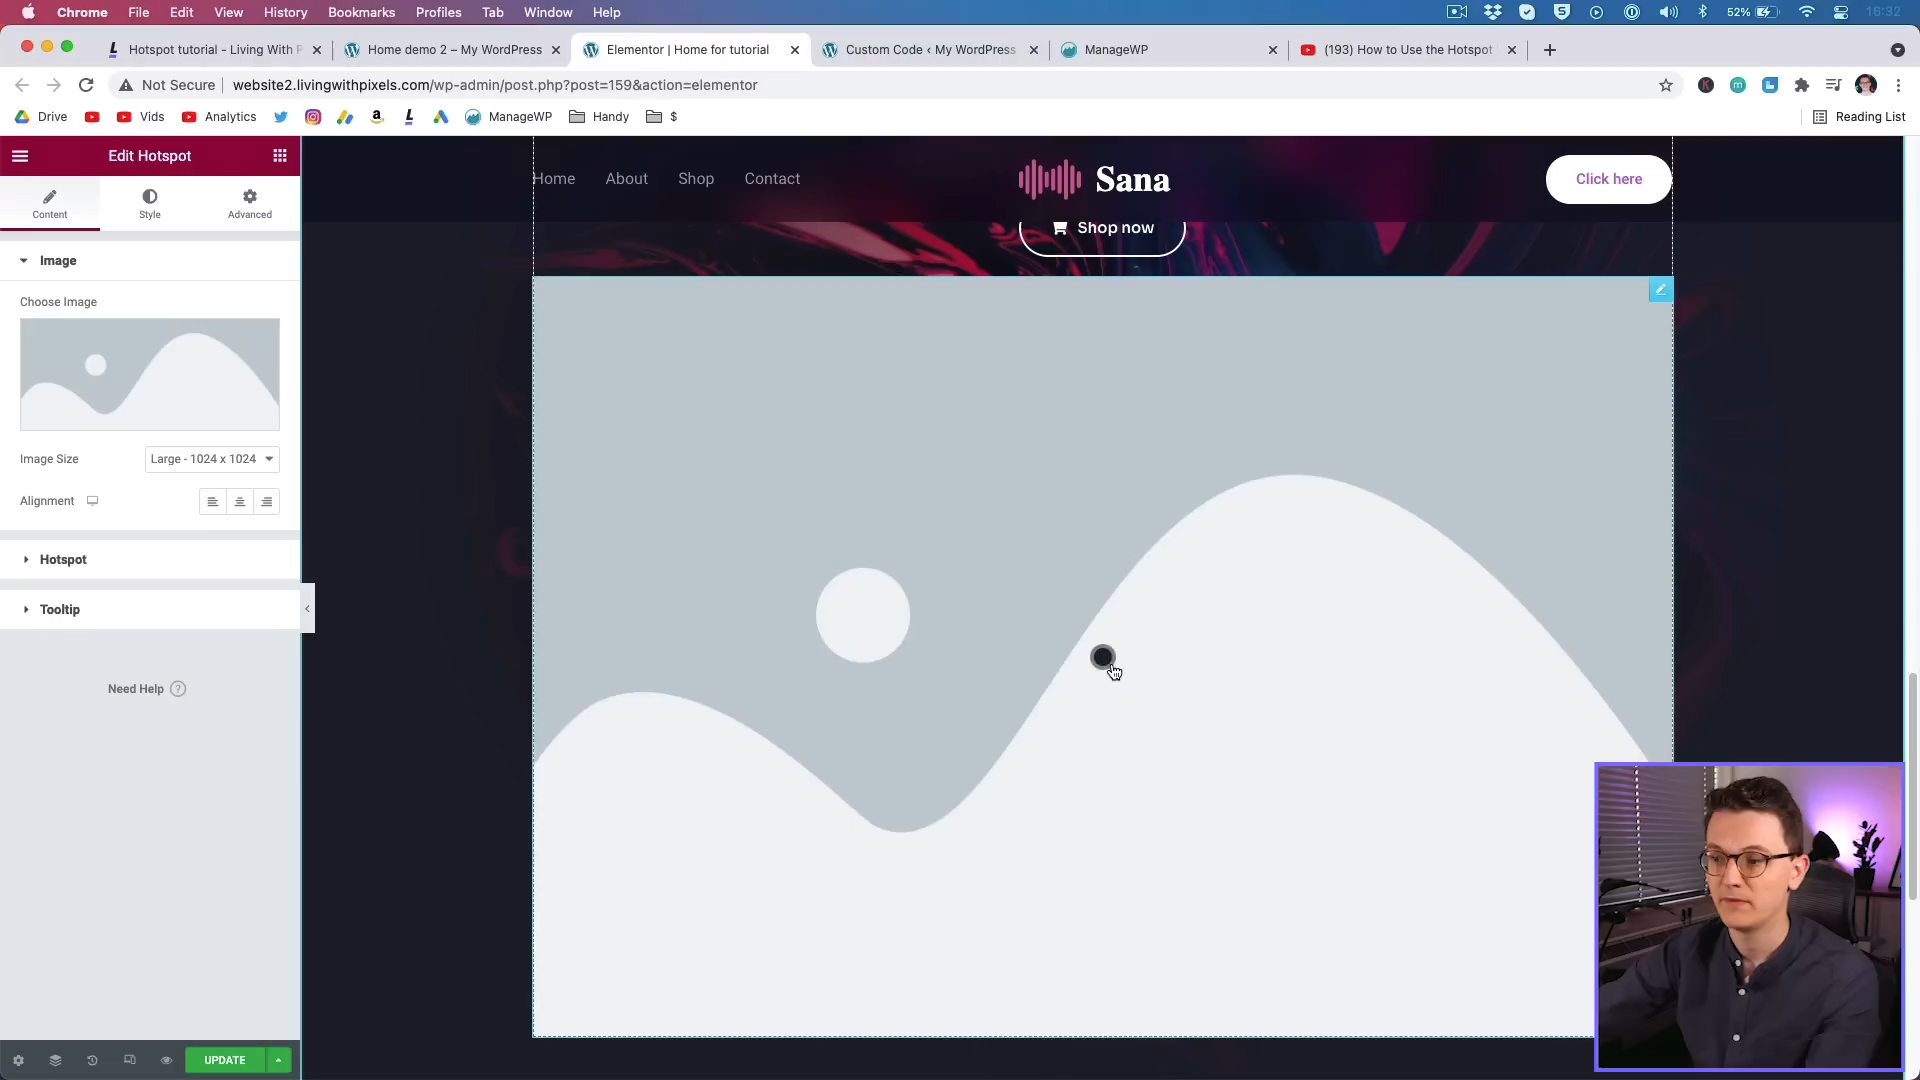 Chrome File Edit View History Bookmarks Profiles Tab Window Help 52% 16:32
Hotspot tutorial - Living With P
Home demo 2 – My WordPress
Elementor | Home for tutorial
Custom Code ‹ My WordPress
ManageWP
(193) How to Use the Hotspot
Not Secure website2.livingwithpixels.com/wp-admin/post.php?post=159&action=elementor
Drive Vids Analytics ManageWP Handy $ Reading List
Edit Hotspot
Content Style Advanced
Image
Choose Image
Image Size Large - 1024 x 1024
Alignment
Hotspot
Tooltip
Need Help ?
UPDATE
Home About Shop Contact
Sana
Click here
Shop now